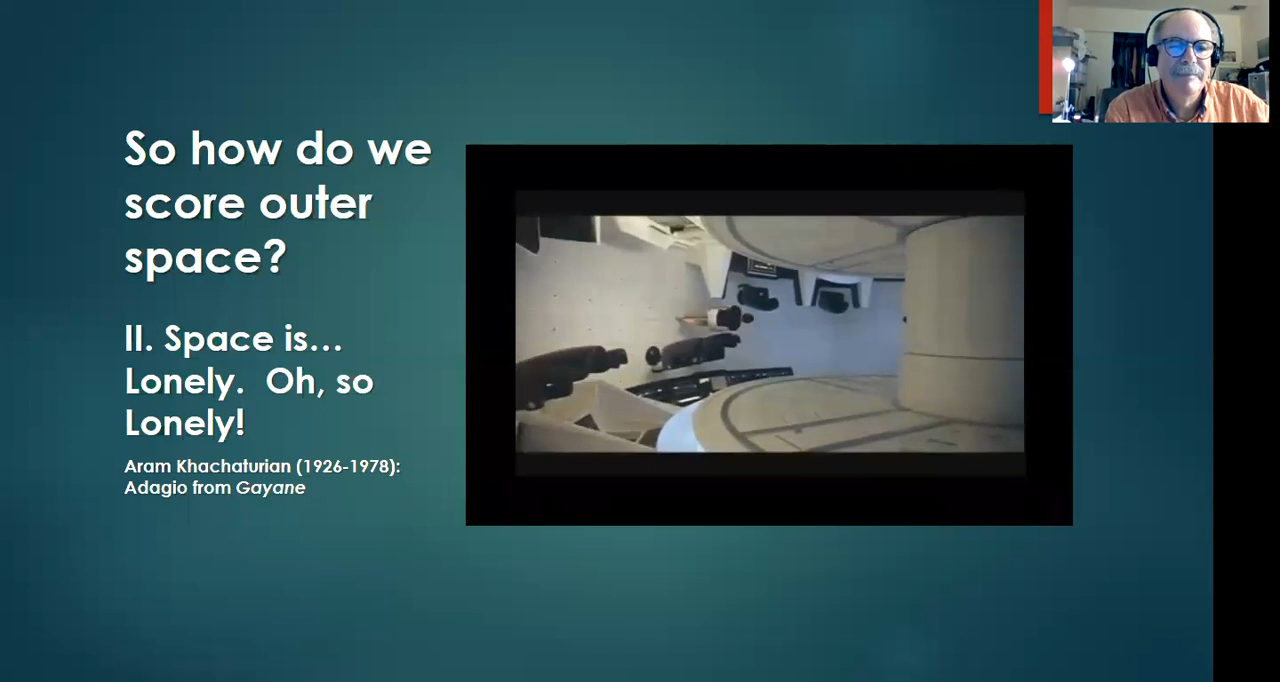 So how do we
score outer
space?
II. Space is…
Lonely.  Oh, so
Lonely!
Aram Khachaturian (1926-1978):
Adagio from Gayane